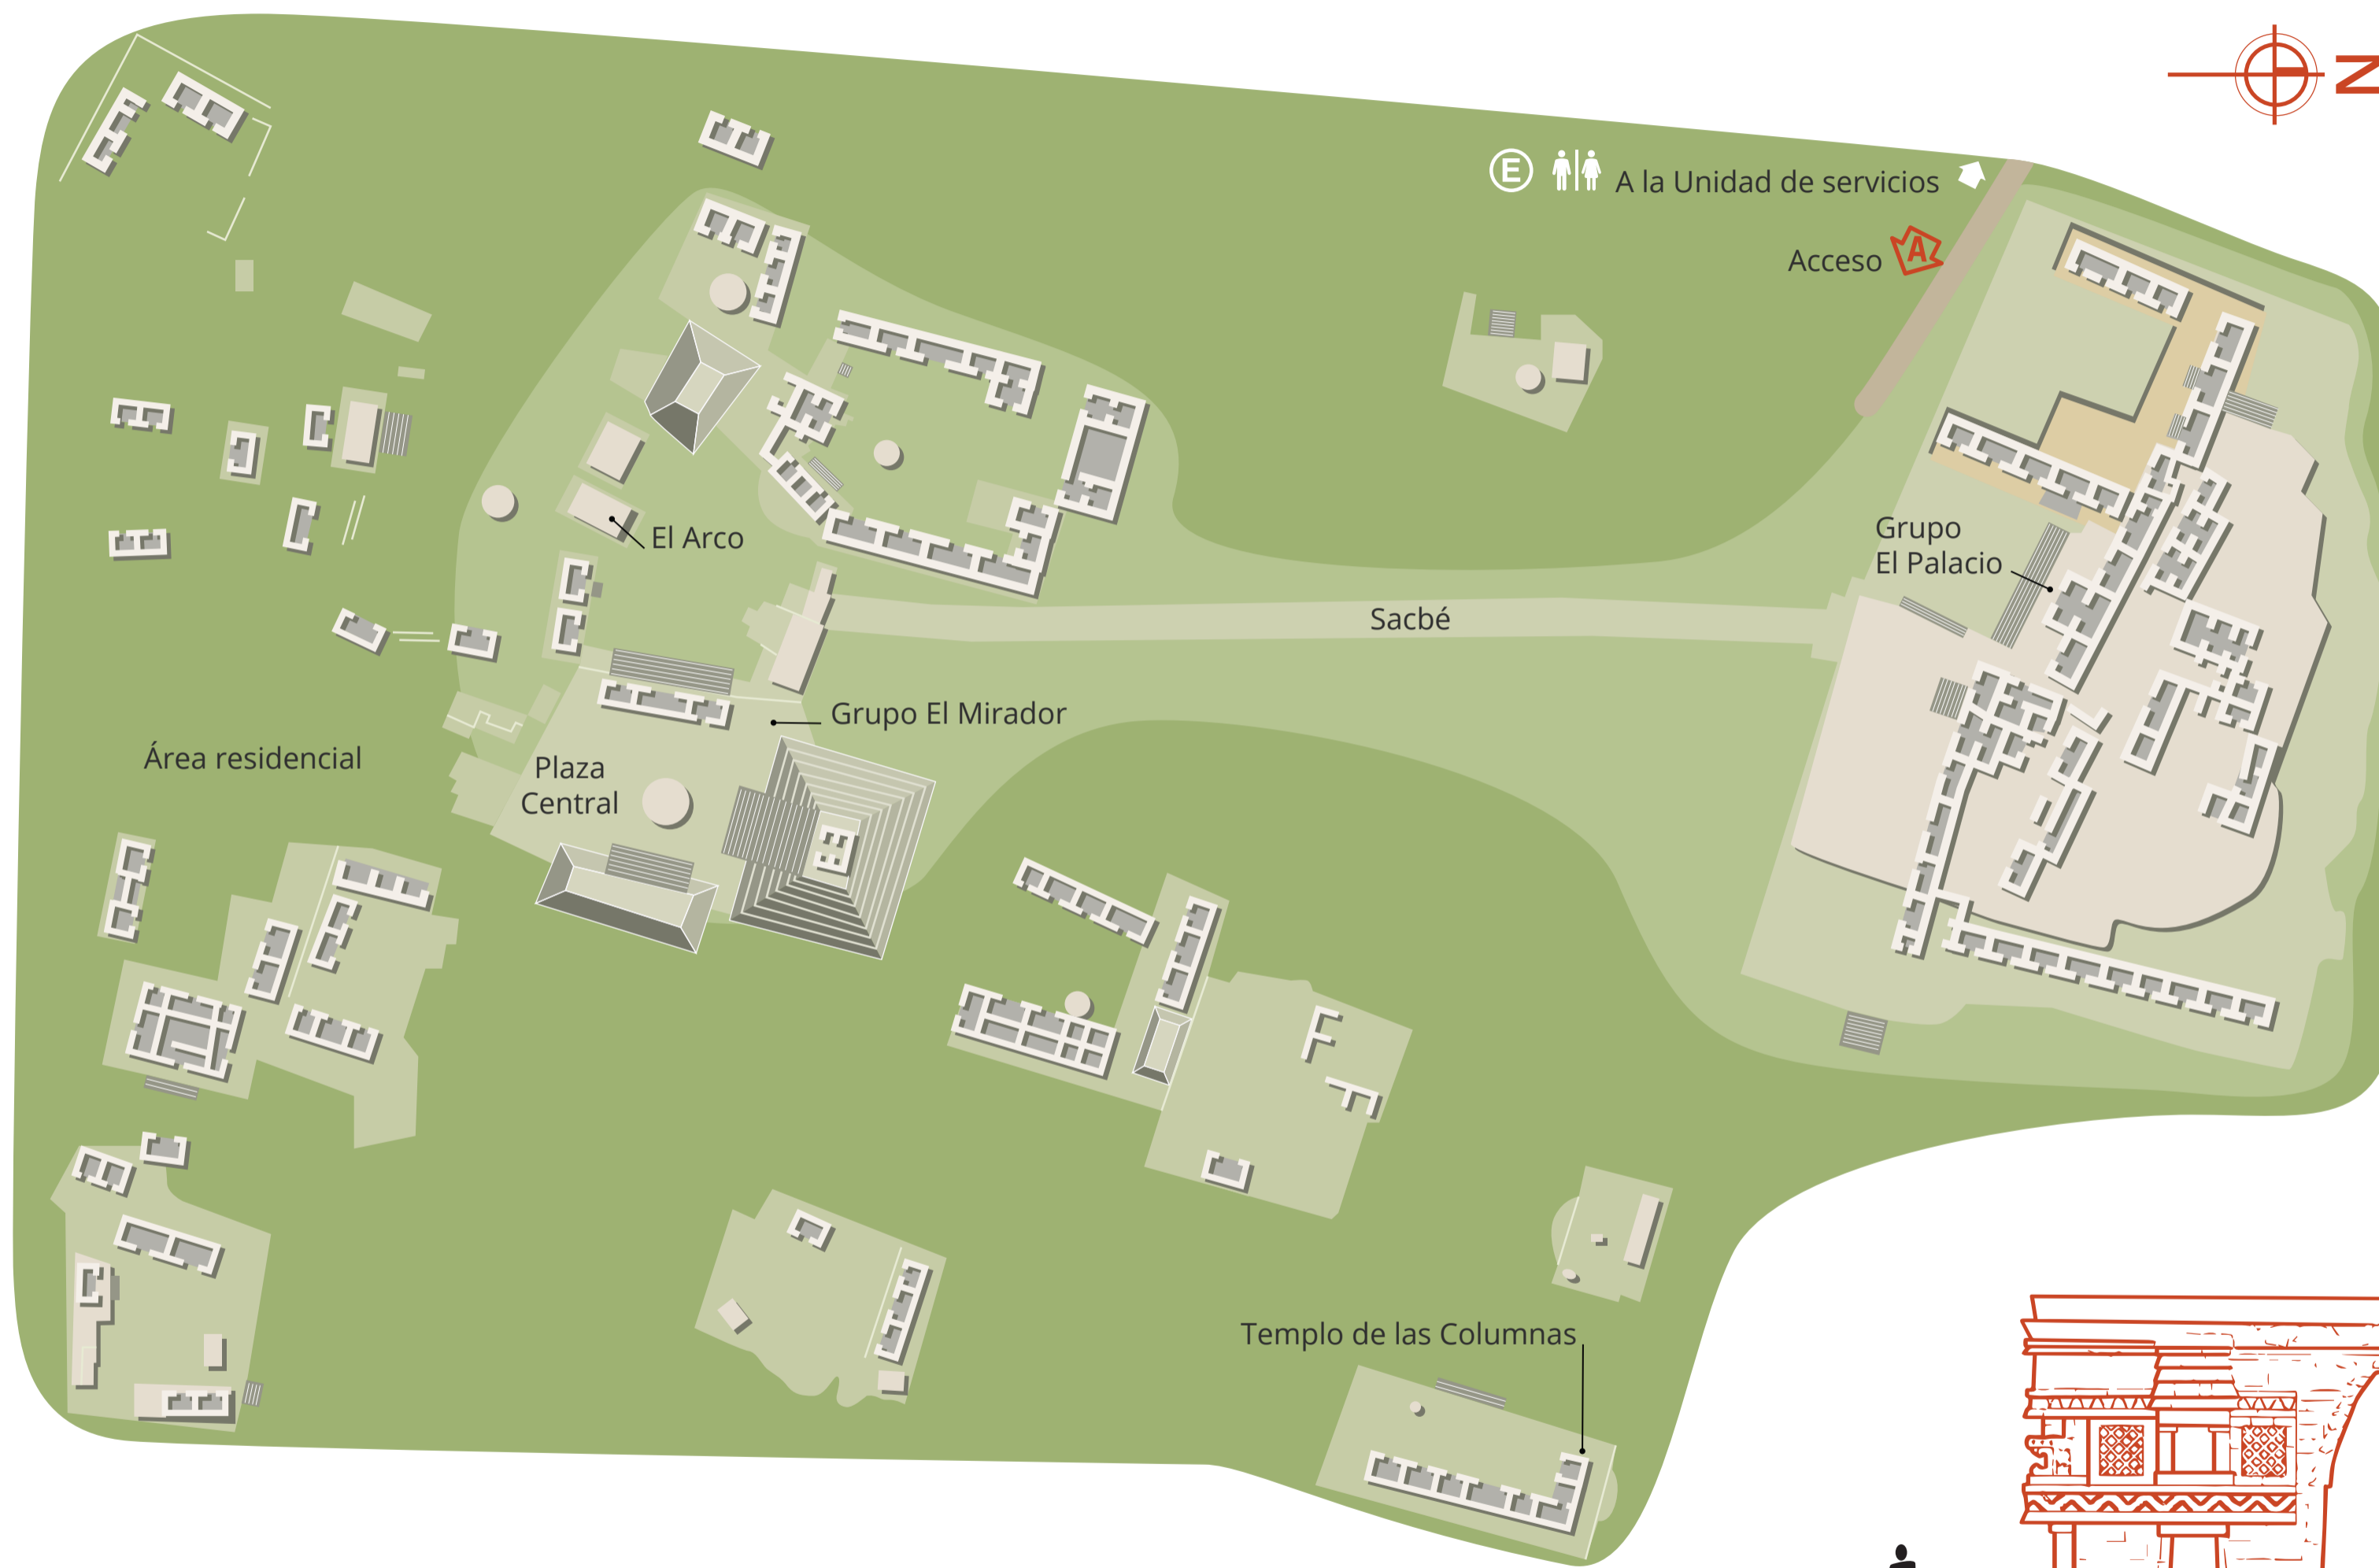 N
E
A la Unidad de servicios
Acceso
A
Grupo
El Palacio
El Arco
Sacbé
Grupo El Mirador
Área residencial
Plaza
Central
Templo de las Columnas